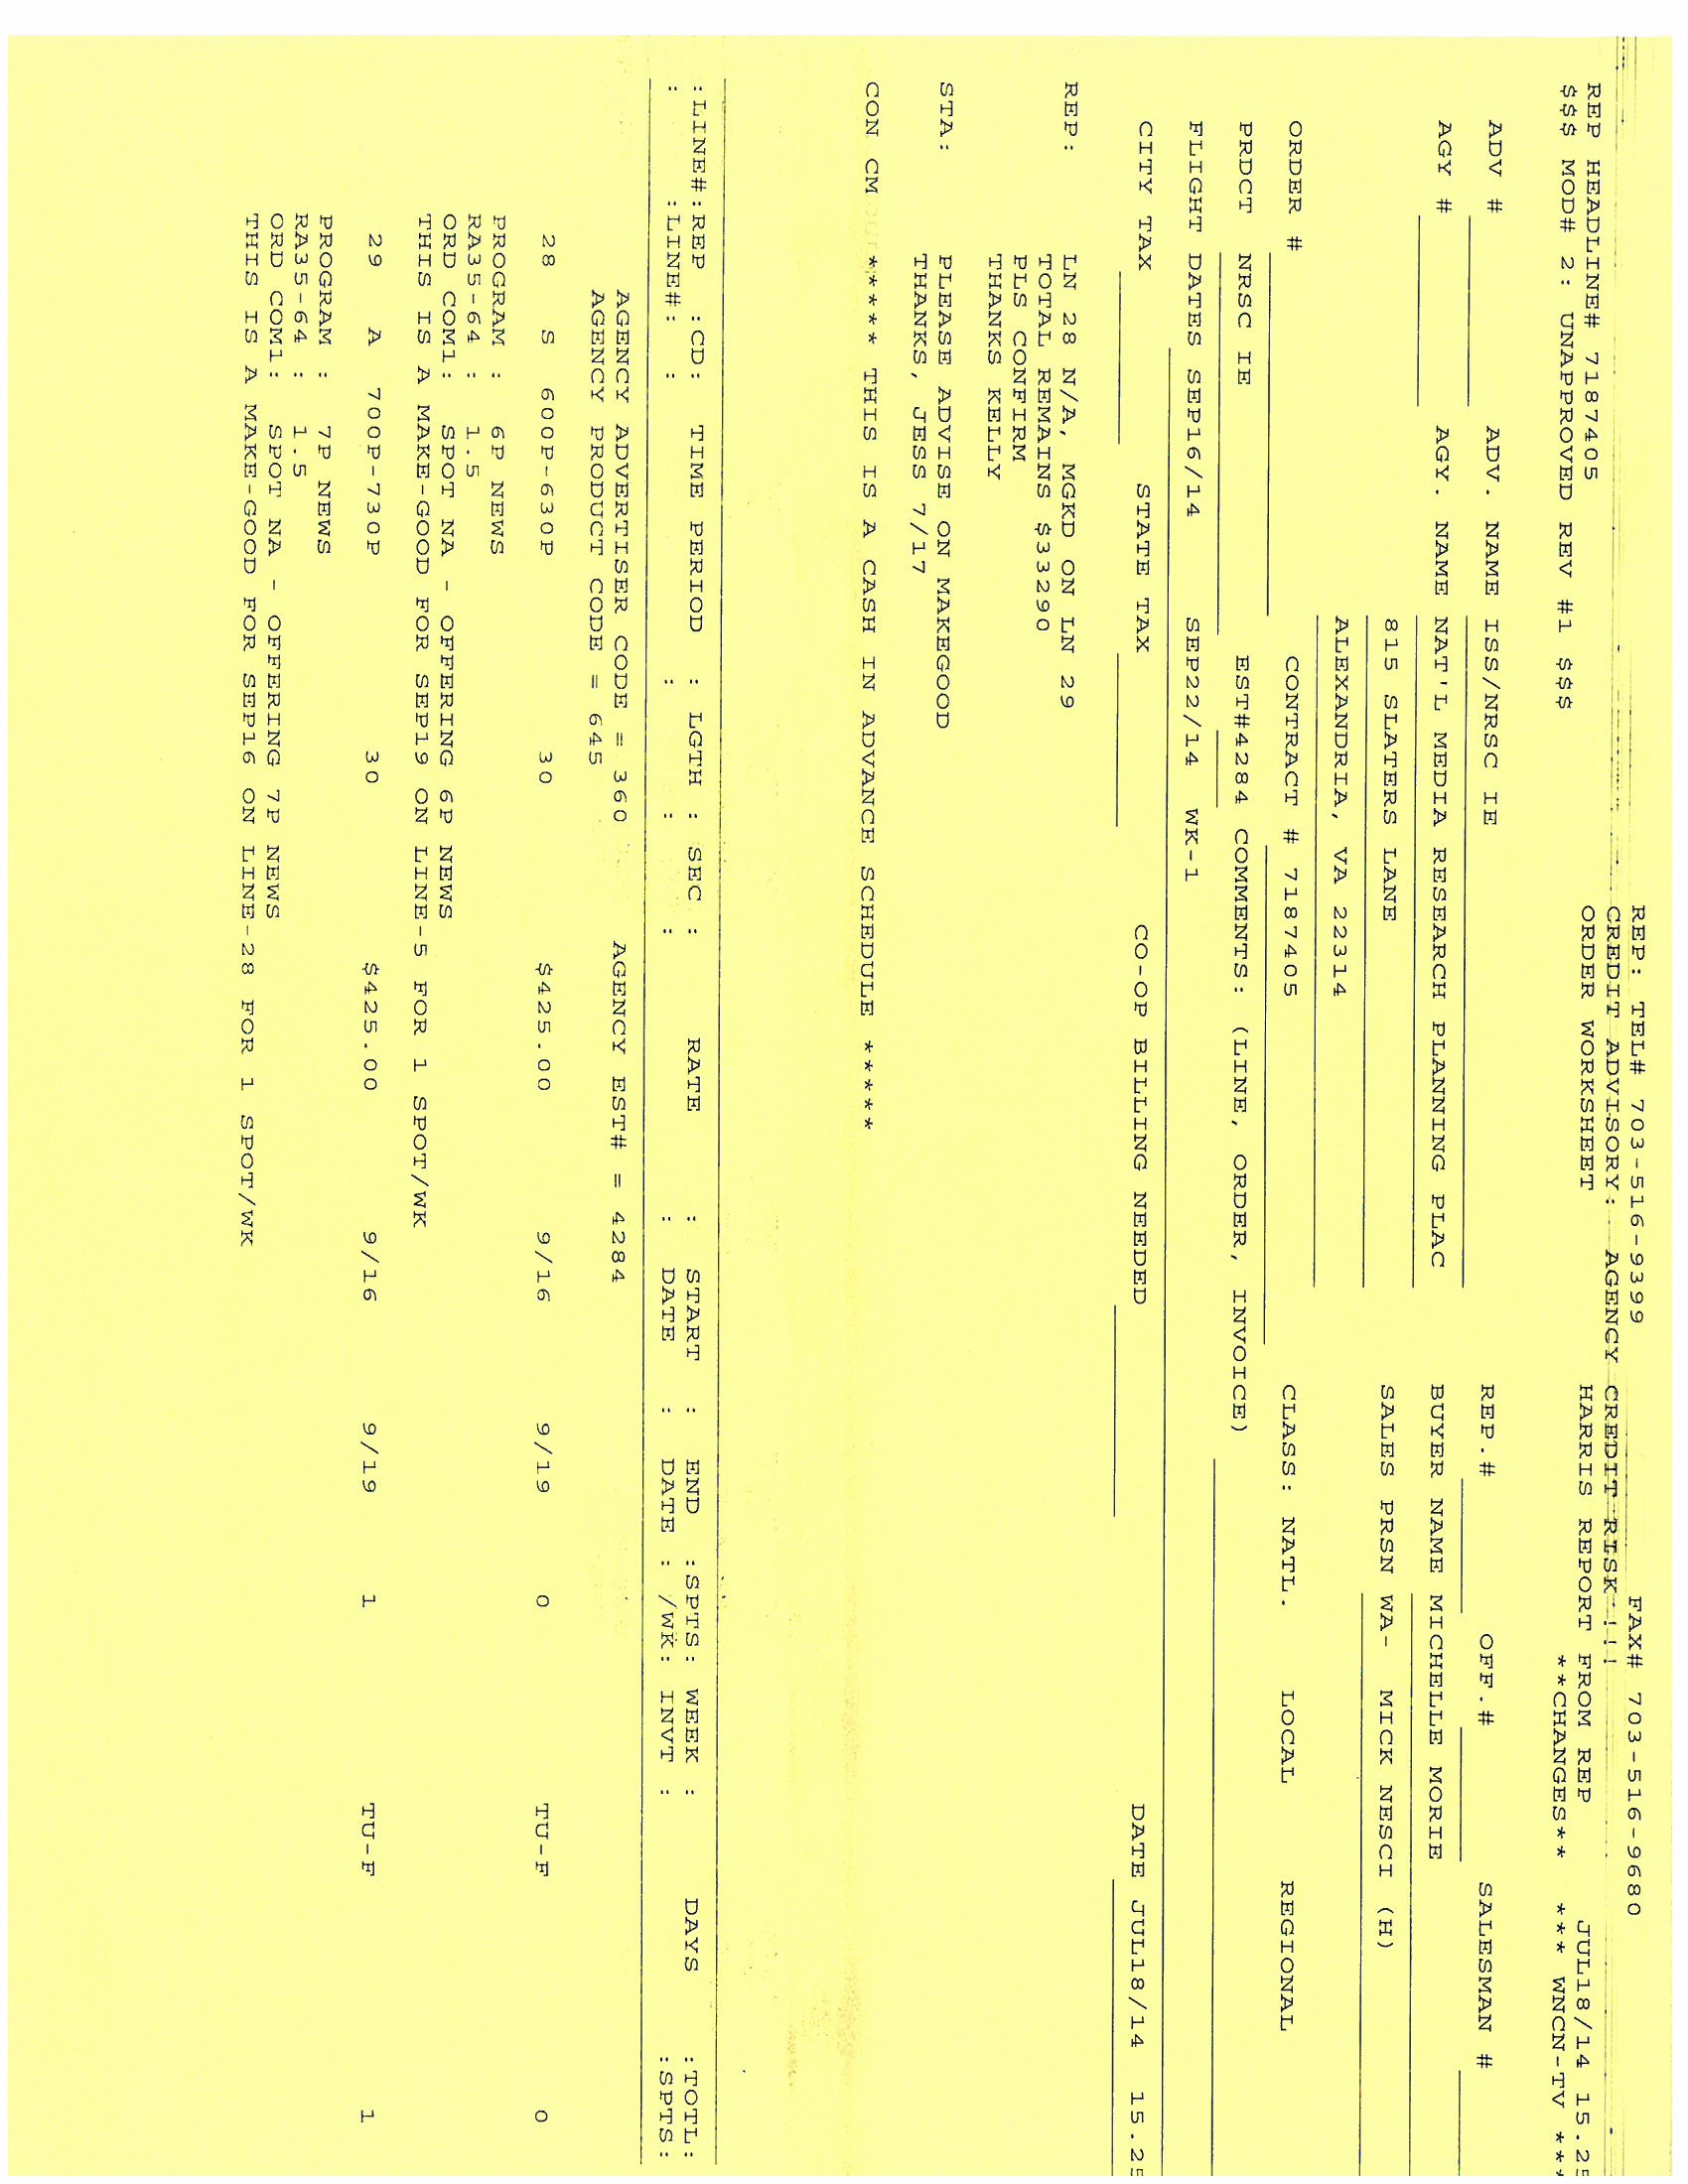 REP: TEL# 703-516-9399 FAX# 703-516-9680
CREDIT ADVISORY: AGENCY CREDIT RISK !!!
REP HEADLINE# 7187405 ORDER WORKSHEET HARRIS REPORT FROM REP JUL18/14 15.25
$$$ MOD# 2: UNAPPROVED REV #1 $$$ **CHANGES** *** WNCN-TV ***
ADV # ADV. NAME ISS/NRSC IE REP.# OFF.# SALESMAN #
AGY # AGY. NAME NAT'L MEDIA RESEARCH PLANNING PLAC BUYER NAME MICHELLE MORIE
815 SLATERS LANE SALES PRSN WA- MICK NESCI (H)
ALEXANDRIA, VA 22314
ORDER # CONTRACT # 7187405 CLASS: NATL. LOCAL REGIONAL
PRDCT NRSC IE EST#4284 COMMENTS: (LINE, ORDER, INVOICE)
FLIGHT DATES SEP16/14 SEP22/14 WK-1
CITY TAX STATE TAX CO-OP BILLING NEEDED DATE JUL18/14 15.25
REP: LN 28 N/A, MGKD ON LN 29
TOTAL REMAINS $33290
PLS CONFIRM
THANKS KELLY
STA: PLEASE ADVISE ON MAKEGOOD
THANKS, JESS 7/17
CON CM ***** THIS IS A CASH IN ADVANCE SCHEDULE *****
:LINE#:REP :CD: TIME PERIOD : LGTH : SEC : RATE : START : END :SPTS: WEEK : DAYS :TOTL:
: :LINE#: : : : : : DATE : DATE : /WK: INVT : :SPTS:
AGENCY ADVERTISER CODE = 360 AGENCY EST# = 4284
AGENCY PRODUCT CODE = 645
28 S 600P-630P 30 $425.00 9/16 9/19 0 TU-F 0
PROGRAM : 6P NEWS
RA35-64 : 1.5
ORD COM1: SPOT NA - OFFERING 6P NEWS
THIS IS A MAKE-GOOD FOR SEP19 ON LINE-5 FOR 1 SPOT/WK
29 A 700P-730P 30 $425.00 9/16 9/19 1 TU-F 1
PROGRAM : 7P NEWS
RA35-64 : 1.5
ORD COM1: SPOT NA - OFFERING 7P NEWS
THIS IS A MAKE-GOOD FOR SEP16 ON LINE-28 FOR 1 SPOT/WK